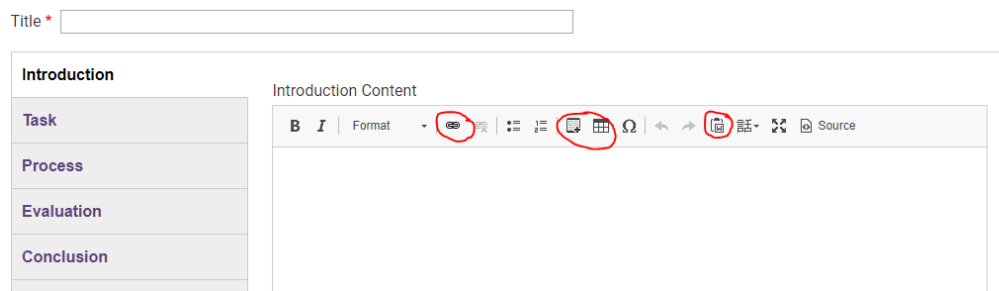 Title *
Introduction
Task
Process
Evaluation
Conclusion
Introduction Content
B I Format Ω 話 Source